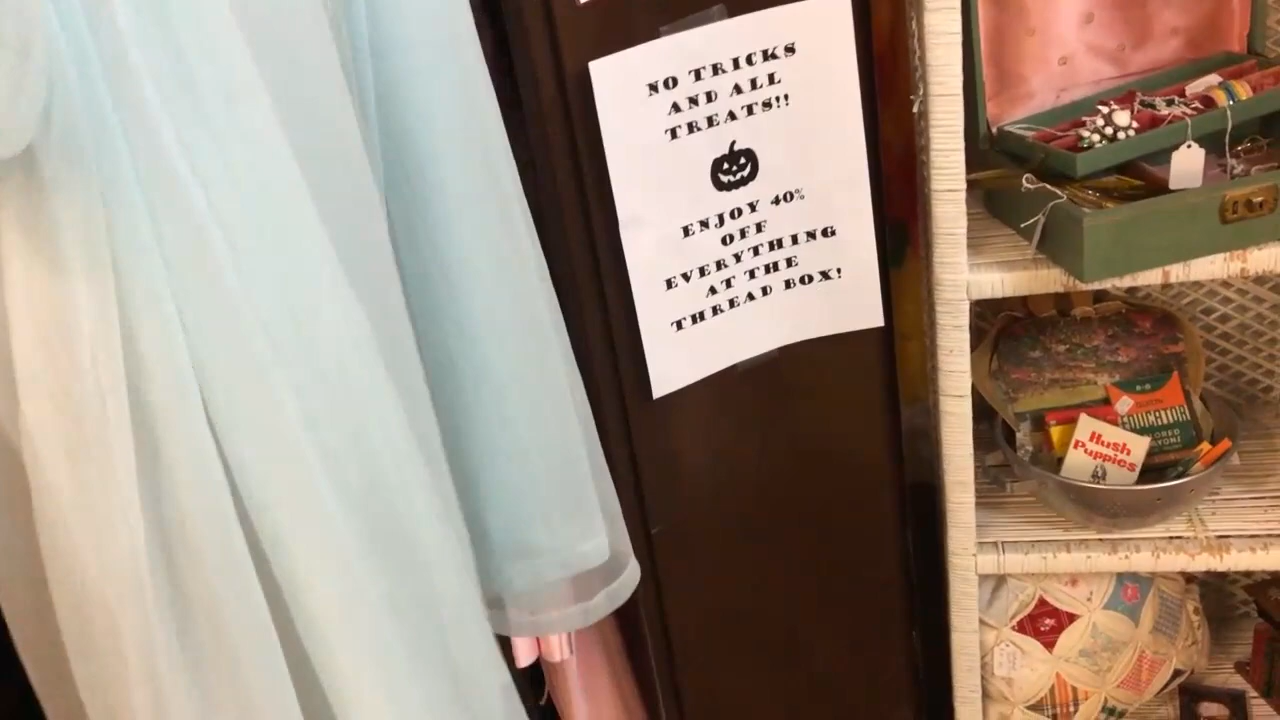 NO TRICKS
AND ALL
TREATS!!
ENJOY 40%
OFF
EVERYTHING
AT THE
THREAD BOX!
EDUCATOR
Hush
Puppies